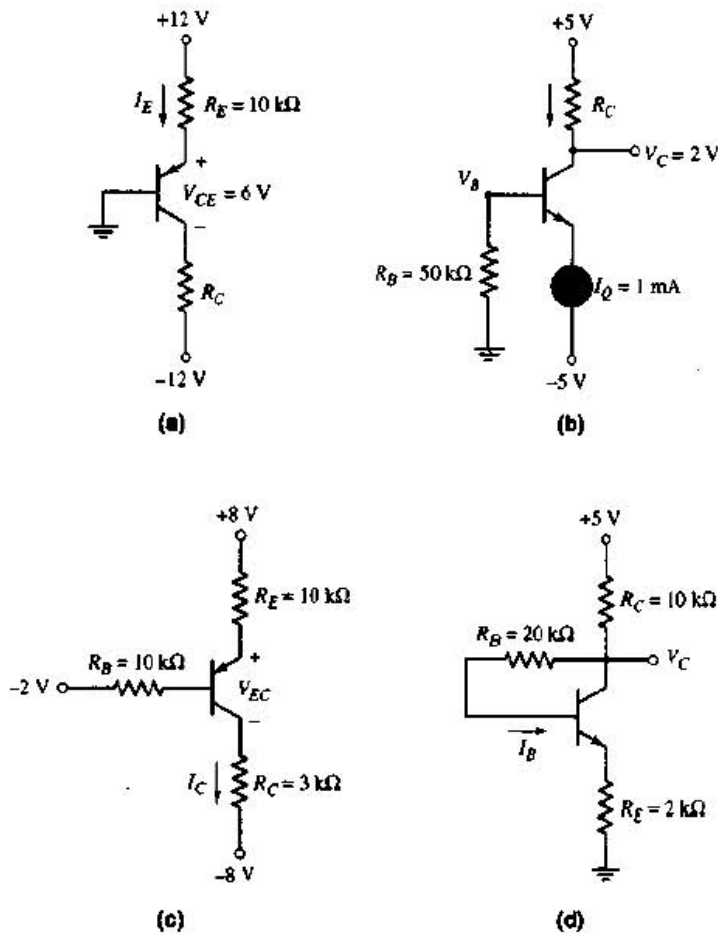 +12 V
I_E R_E = 10 kΩ
+
V_CE = 6 V
–
R_C
–12 V
(a)
+5 V
R_C
V_C = 2 V
V_B
R_B = 50 kΩ
I_Q = 1 mA
–5 V
(b)
+8 V
R_E = 10 kΩ
R_B = 10 kΩ
+
–2 V
V_EC
–
I_C R_C = 3 kΩ
–8 V
(c)
+5 V
R_C = 10 kΩ
R_B = 20 kΩ
V_C
I_B
R_E = 2 kΩ
(d)